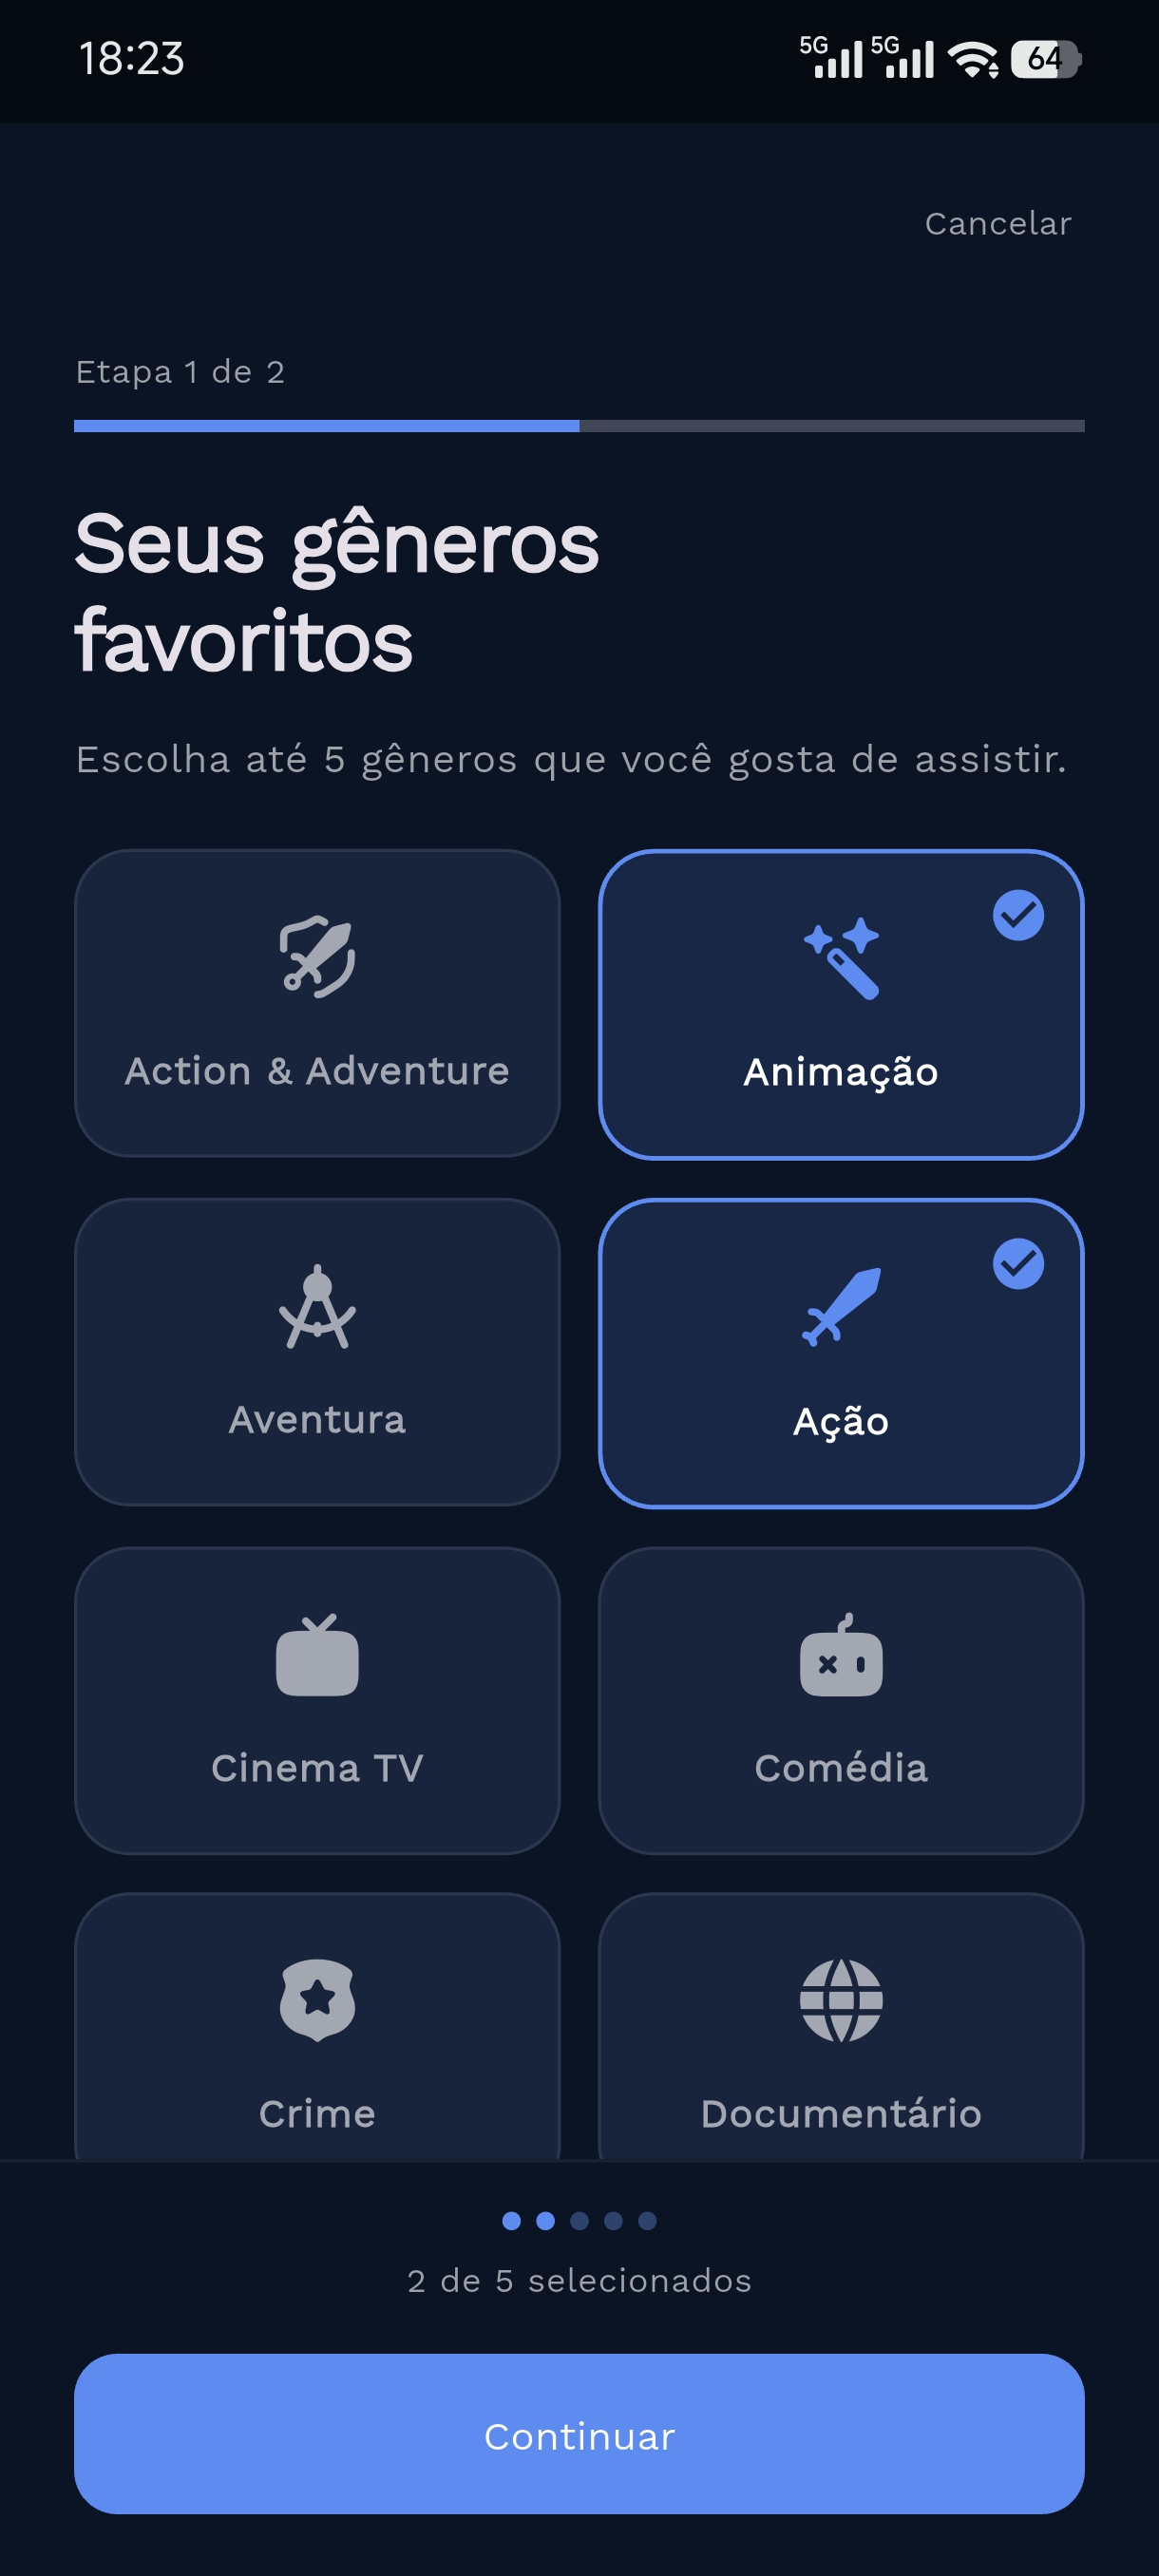 18:23
5G 5G 64
Cancelar
Etapa 1 de 2
Seus gêneros
favoritos
Escolha até 5 gêneros que você gosta de assistir.
Action & Adventure
Animação
Aventura
Ação
Cinema TV
Comédia
Crime
Documentário
2 de 5 selecionados
Continuar